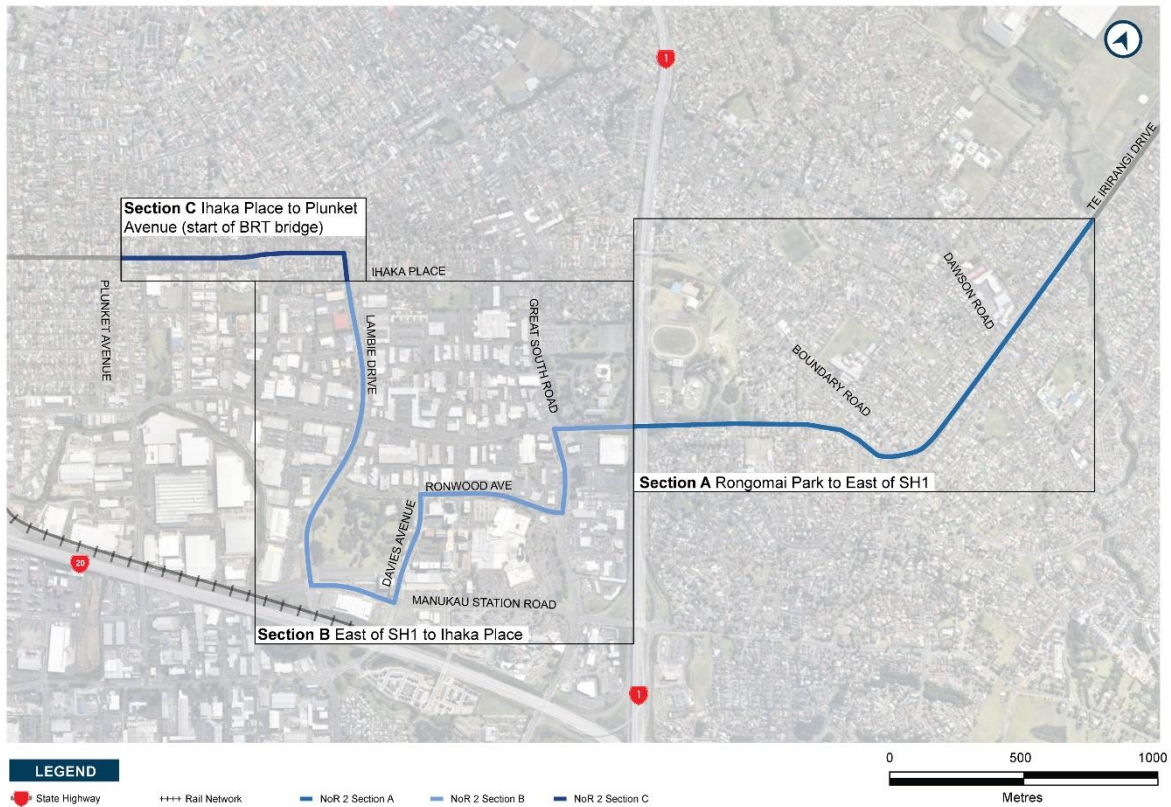 1
TE IRIRANGI DRIVE
Section C Ihaka Place to Plunket
Avenue (start of BRT bridge)
IHAKA PLACE
PLUNKET AVENUE
LAMBIE DRIVE
GREAT SOUTH ROAD
DAWSON ROAD
BOUNDARY ROAD
Section A Rongomai Park to East of SH1
RONWOOD AVE
DAVIES AVENUE
20
MANUKAU STATION ROAD
Section B East of SH1 to Ihaka Place
1
LEGEND
State Highway
Rail Network
NoR 2 Section A
NoR 2 Section B
NoR 2 Section C
0 500 1000
Metres